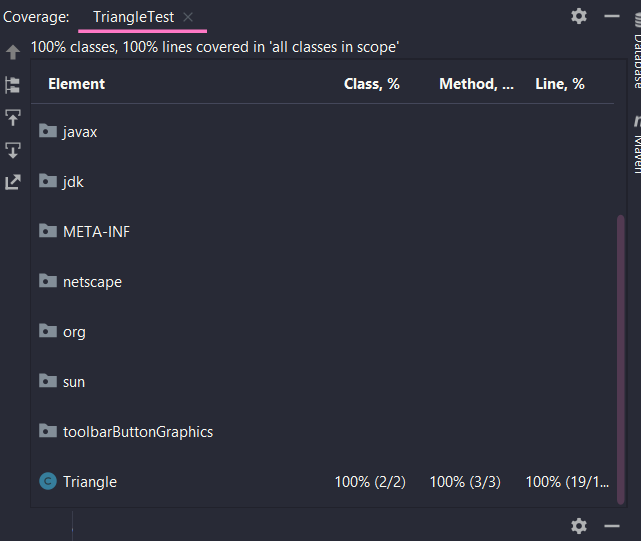 Coverage: TriangleTest
100% classes, 100% lines covered in 'all classes in scope'
Element Class, % Method, ... Line, %
javax
jdk
META-INF
netscape
org
sun
toolbarButtonGraphics
C Triangle 100% (2/2) 100% (3/3) 100% (19/1...
Database
Maven